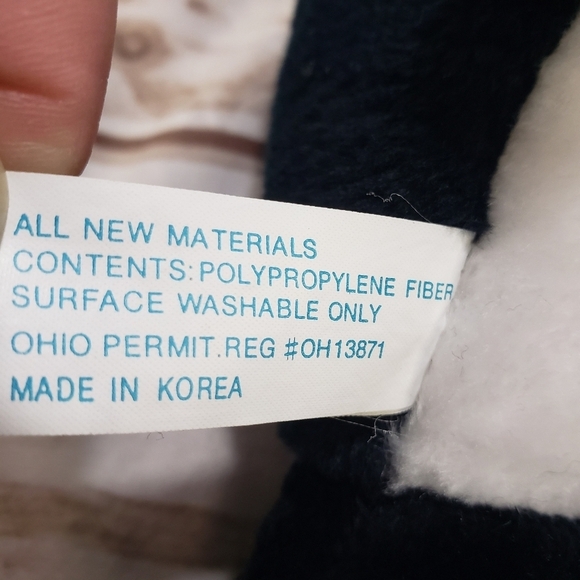 ALL NEW MATERIALS
CONTENTS: POLYPROPYLENE FIBER
SURFACE WASHABLE ONLY
OHIO PERMIT.REG #OH13871
MADE IN KOREA